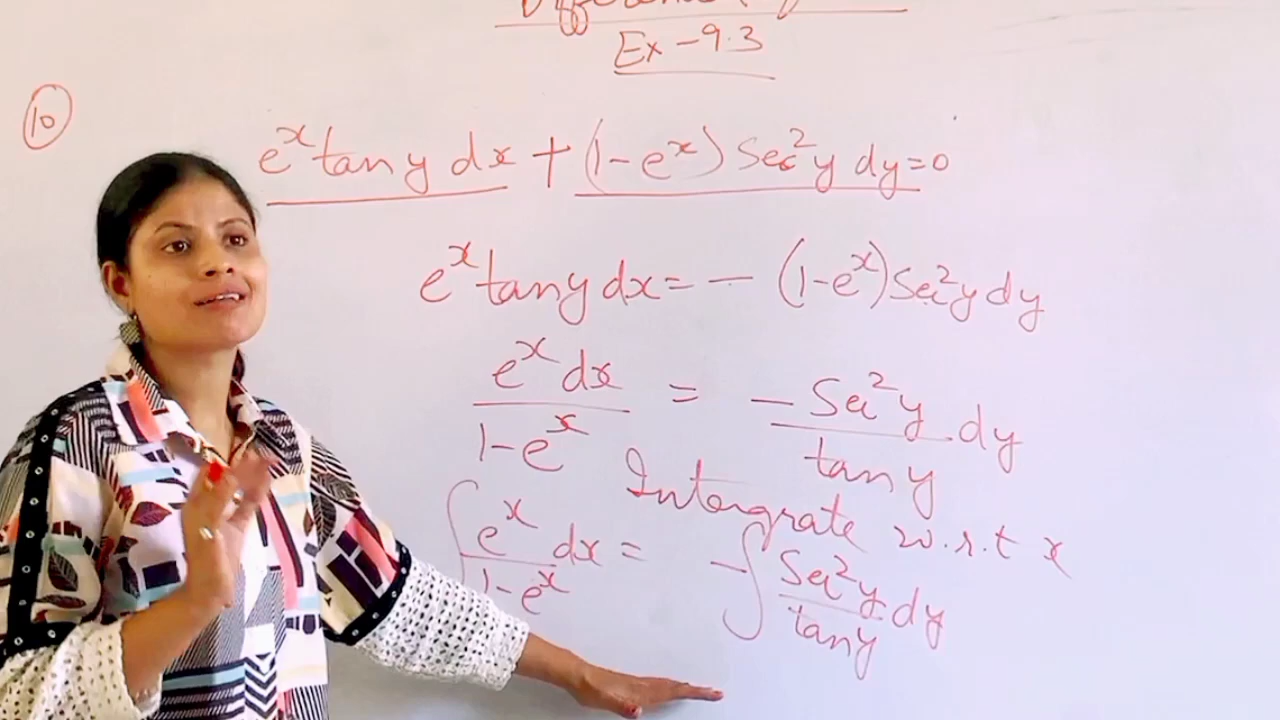 Ex-9.3
10
e^x tan y dx + (1-e^x) Sec²y dy=0
e^x tan y dx = - (1-e^x) Sec²y dy
e^x dx / 1-e^x = - Sec²y / tan y dy
Intergrate w.r.t x
∫ e^x / 1-e^x dx = - ∫ Sec²y / tan y dy